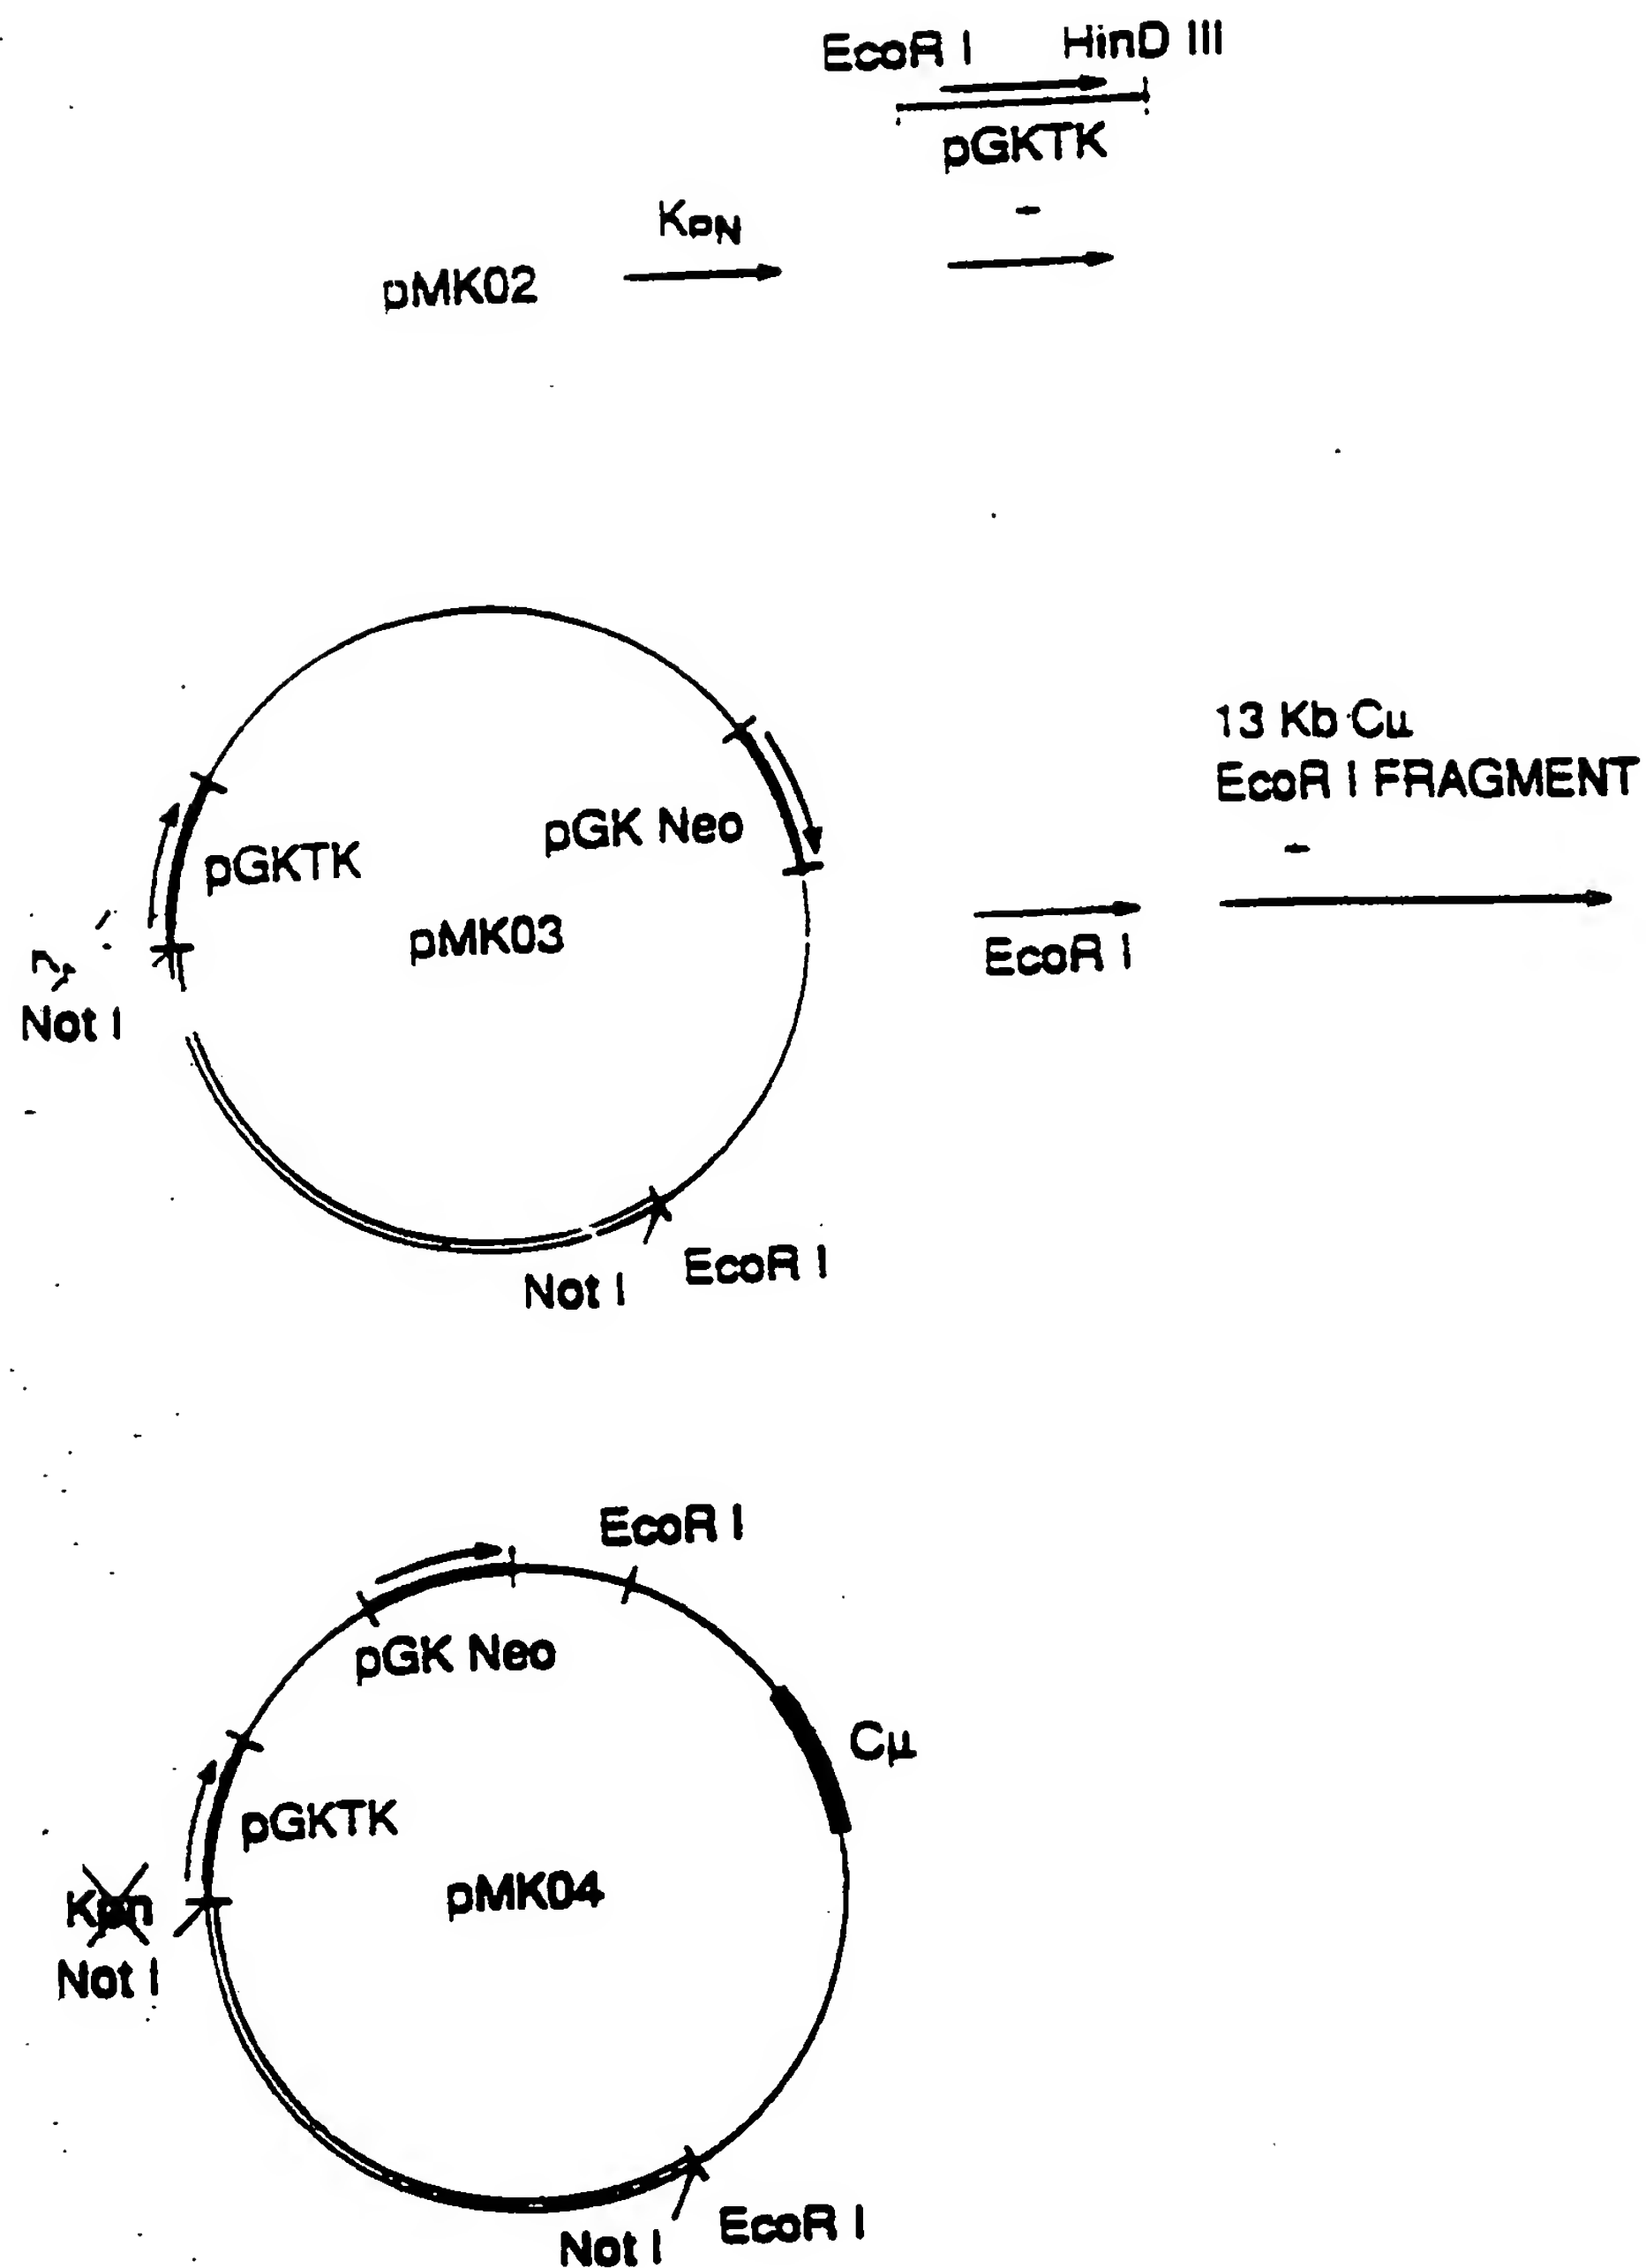 EcoR I HinD III
pGKTK
KpN
pMK02
13 Kb Cµ
EcoR I FRAGMENT
pGK Neo
pGKTK
pMK03
EcoR I
Not I
EcoR I
Not I
EcoR I
pGK Neo
Cµ
pGKTK
pMK04
Kpn
Not I
EcoR I
Not I